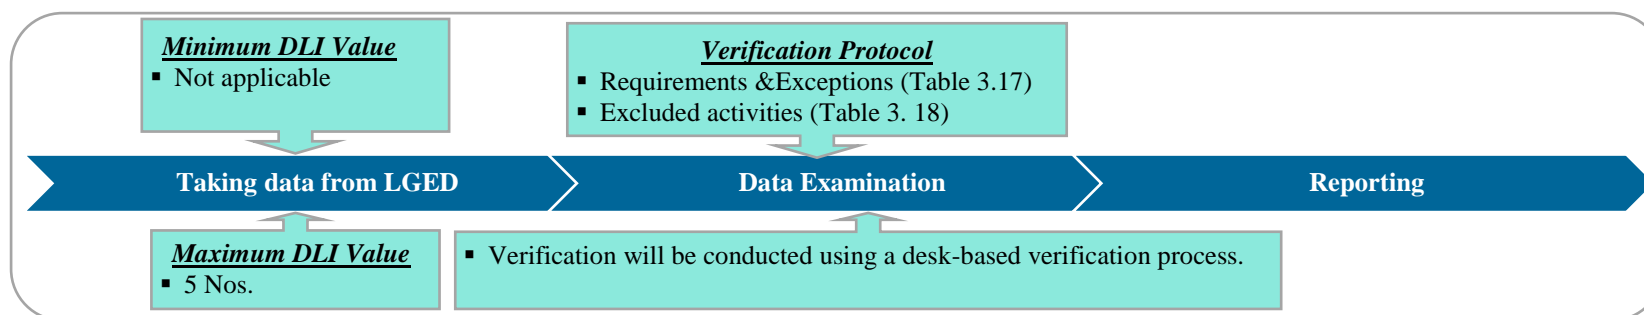 Minimum DLI Value
▪ Not applicable
Verification Protocol
▪ Requirements &Exceptions (Table 3.17)
▪ Excluded activities (Table 3. 18)
Taking data from LGED
Data Examination
Reporting
Maximum DLI Value
▪ 5 Nos.
▪ Verification will be conducted using a desk-based verification process.